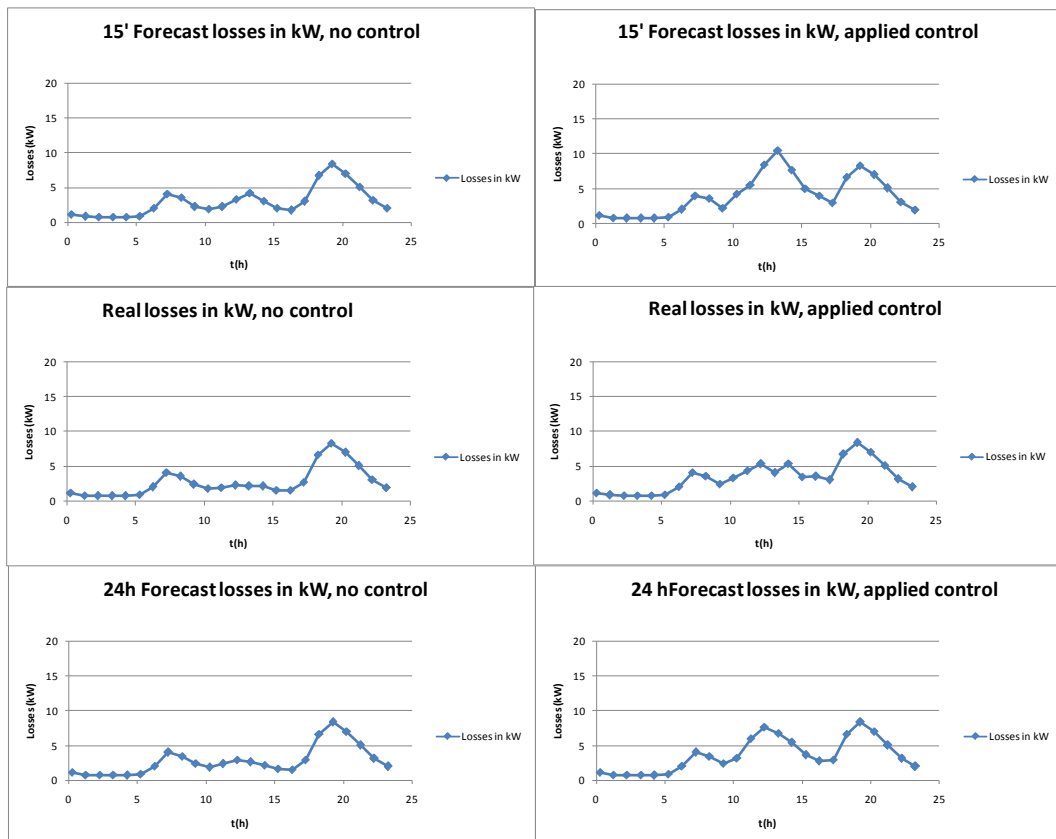 15' Forecast losses in kW, no control
20
15
10
5
0
0 5 10 15 20 25
Losses (kW)
t(h)
Losses in kW
15' Forecast losses in kW, applied control
20
15
10
5
0
0 5 10 15 20 25
Losses (kW)
t(h)
Losses in kW
Real losses in kW, no control
20
15
10
5
0
0 5 10 15 20 25
Losses (kW)
t(h)
Losses in kW
Real losses in kW, applied control
20
15
10
5
0
0 5 10 15 20 25
Losses (kW)
t(h)
Losses in kW
24h Forecast losses in kW, no control
20
15
10
5
0
0 5 10 15 20 25
Losses (kW)
t(h)
Losses in kW
24 hForecast losses in kW, applied control
20
15
10
5
0
0 5 10 15 20 25
Losses (kW)
t(h)
Losses in kW